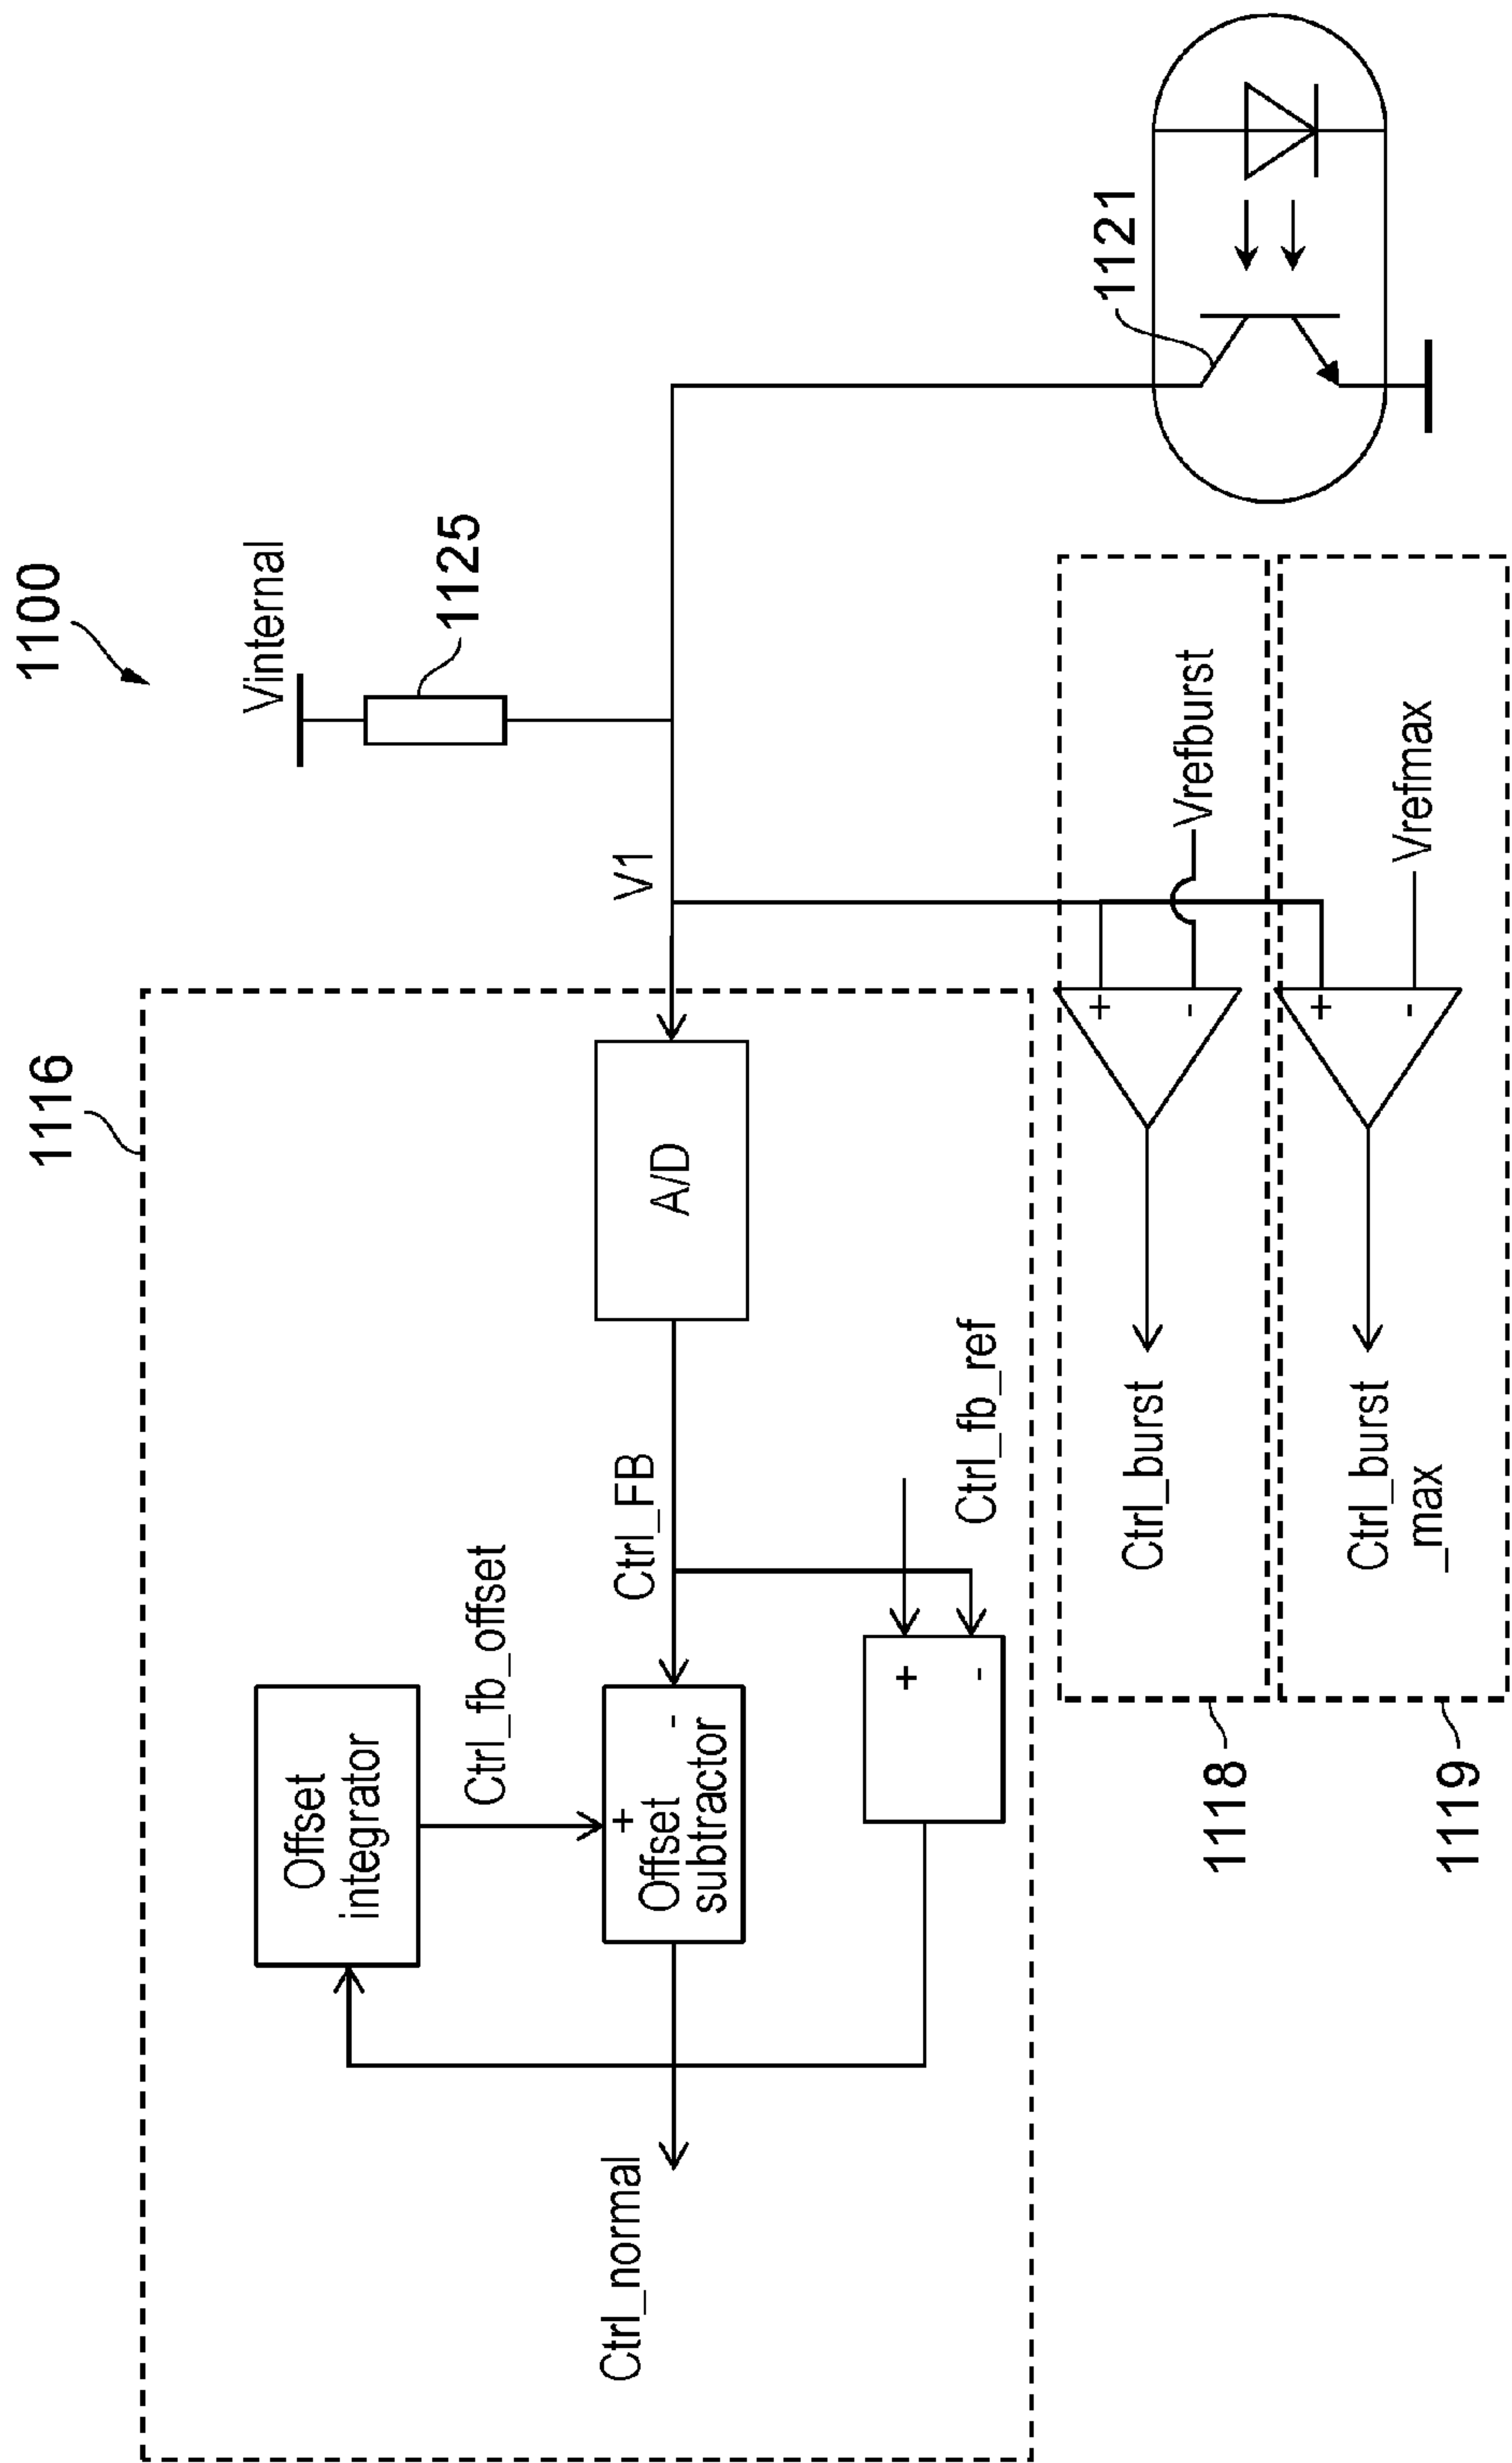 1100
1116
Vinternal
1125
V1
1121
Offset
integrator
Ctrl_fb_offset
+
-
Offset
subtractor
Ctrl_FB
A/D
Ctrl_normal
+
-
Ctrl_fb_ref
Ctrl_burst
+
-
Vrefburst
1118
Ctrl_burst
_max
+
-
Vrefmax
1119